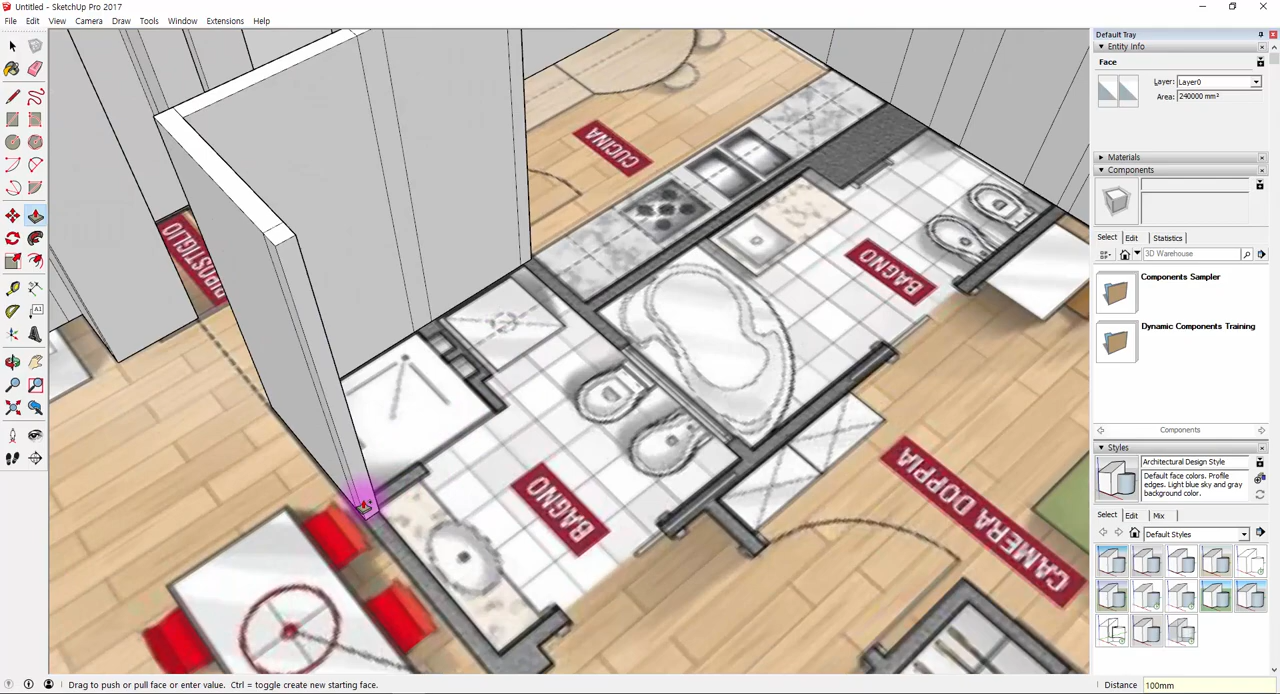 Untitled - SketchUp Pro 2017
File Edit View Camera Draw Tools Window Extensions Help
Default Tray
Entity Info
Face
Layer: Layer0
Area: 240000 mm²
Materials
Components
Select Edit Statistics
3D Warehouse
Components Sampler
Dynamic Components Training
Components
Styles
Architectural Design Style
Default face colors. Profile
edges. Light blue sky and gray
background color.
Select Edit Mix
Default Styles
CUCINA
RIPOSTIGLIO
BAGNO
BAGNO
CAMERA DOPPIA
Drag to push or pull face or enter value. Ctrl = toggle create new starting face.
Distance 100mm